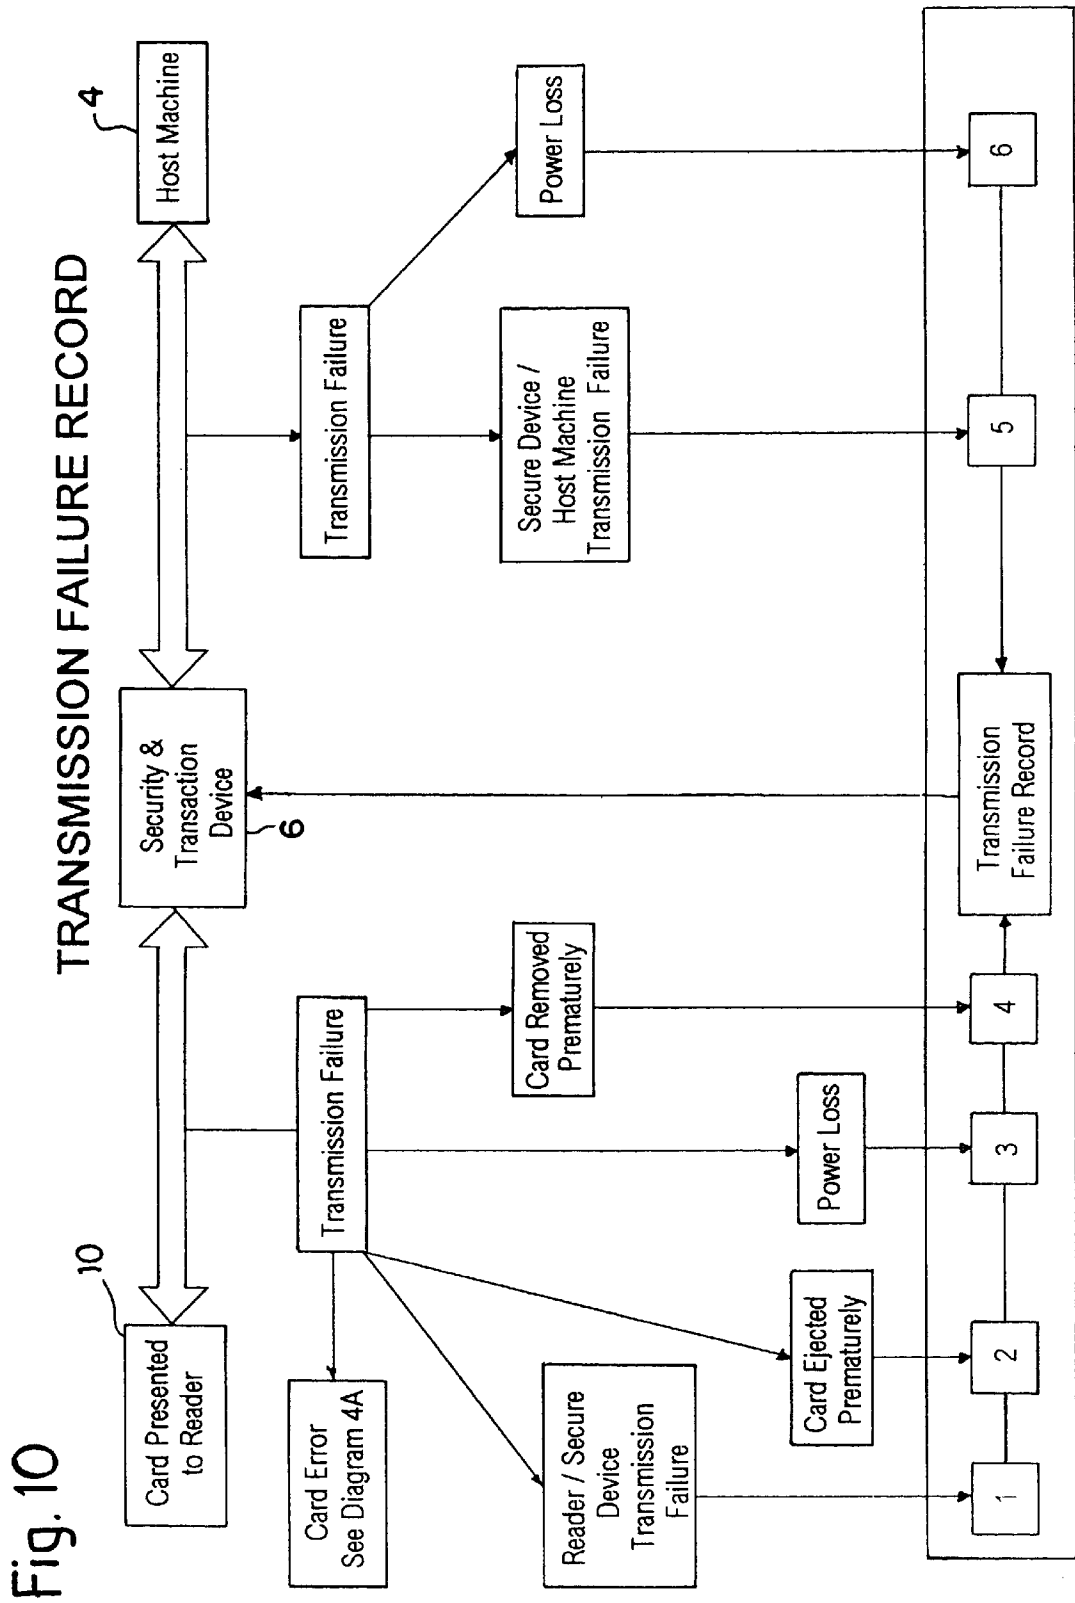 Fig. 10
TRANSMISSION FAILURE RECORD
10
Card Presented
to Reader
Security &
Transaction
Device
6
4
Host Machine
Card Error
See Diagram 4A
Transmission Failure
Transmission Failure
Reader / Secure
Device
Transmission
Failure
Card Ejected
Prematurely
Power Loss
Card Removed
Prematurely
Secure Device /
Host Machine
Transmission Failure
Power Loss
1
2
3
4
Transmission
Failure Record
5
6